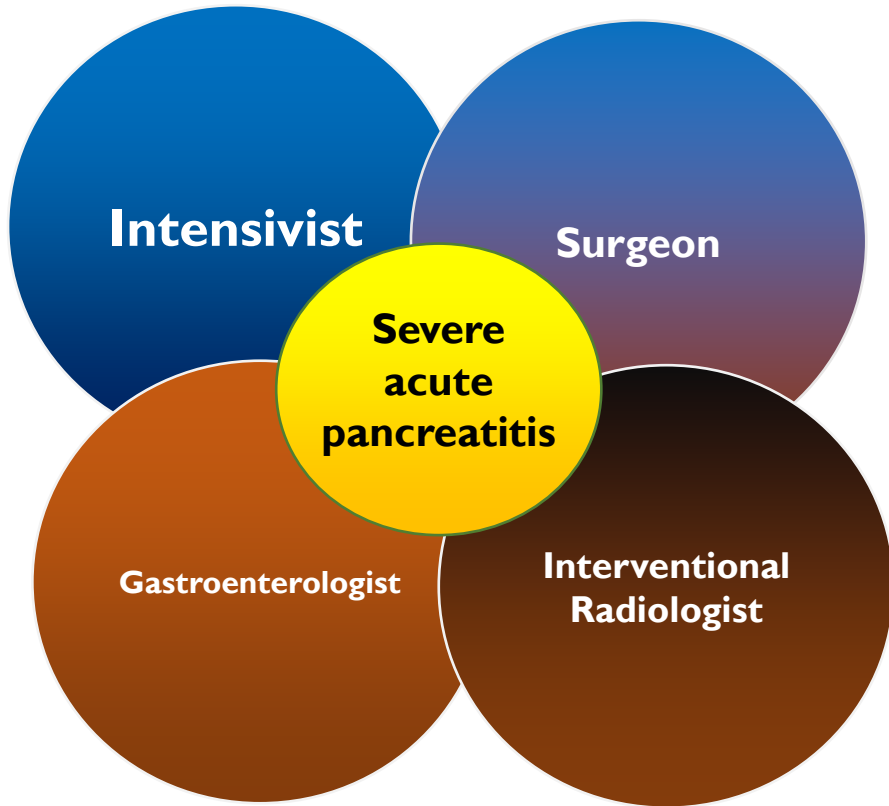 Intensivist
Surgeon
Severe
acute
pancreatitis
Gastroenterologist
Interventional
Radiologist